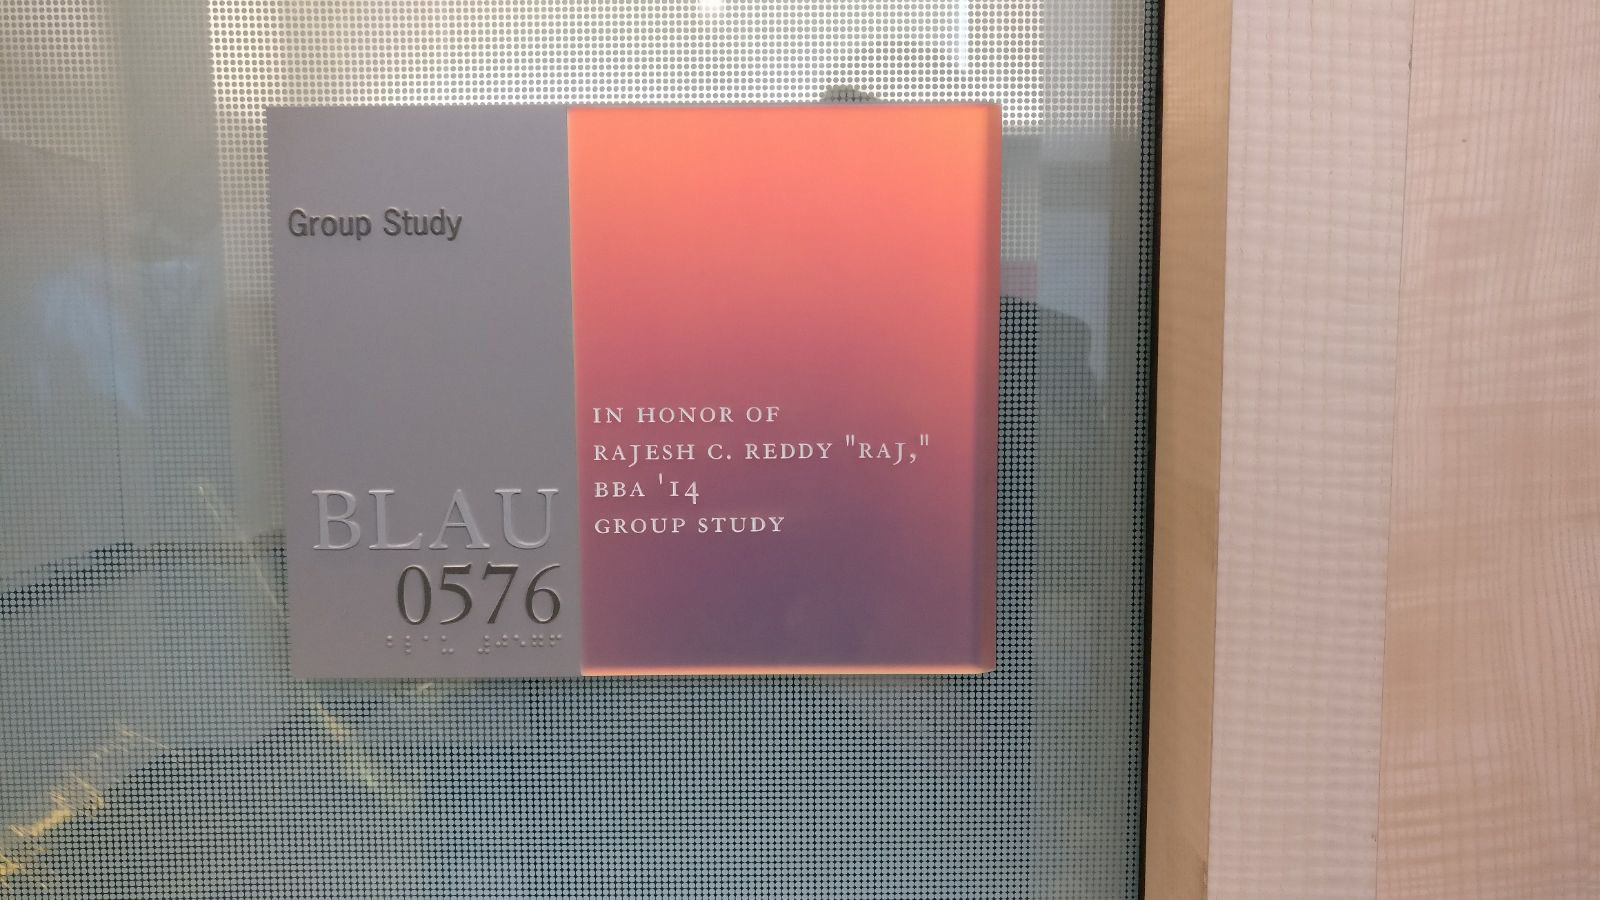 Group Study
BLAU
0576
IN HONOR OF
RAJESH C. REDDY "RAJ,"
BBA '14
GROUP STUDY